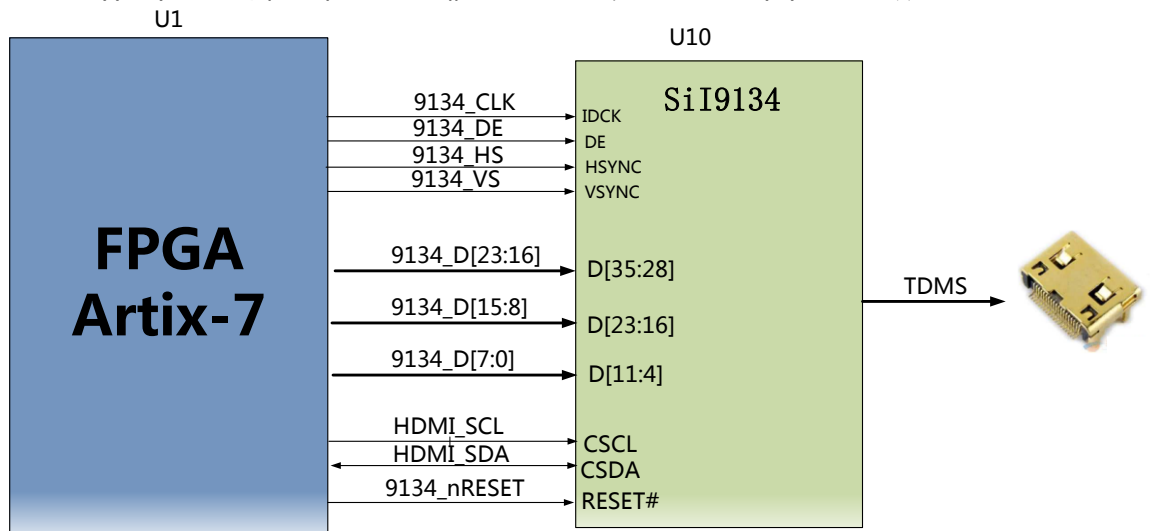 U1
U10
SiI9134
FPGA
Artix-7
9134_CLK
IDCK
9134_DE
DE
9134_HS
HSYNC
9134_VS
VSYNC
9134_D[23:16]
D[35:28]
TDMS
9134_D[15:8]
D[23:16]
9134_D[7:0]
D[11:4]
HDMI_SCL
CSCL
HDMI_SDA
CSDA
9134_nRESET
RESET#